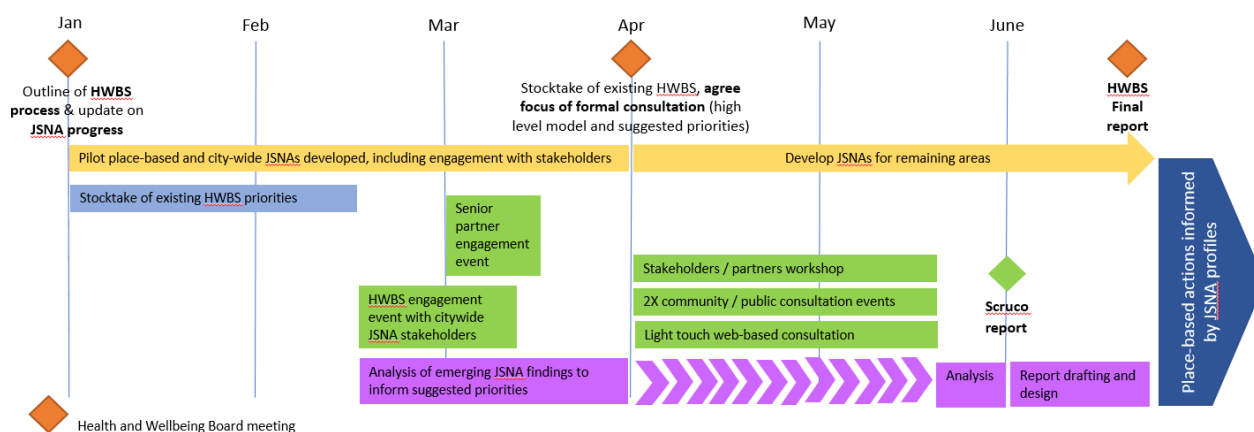 Jan
Feb
Mar
Apr
May
June
Outline of HWBS
process & update on
JSNA progress
Stocktake of existing HWBS, agree
focus of formal consultation (high
level model and suggested priorities)
HWBS
Final
report
Pilot place-based and city-wide JSNAs developed, including engagement with stakeholders
Develop JSNAs for remaining areas
Stocktake of existing HWBS priorities
Senior
partner
engagement
event
HWBS engagement
event with citywide
JSNA stakeholders
Stakeholders / partners workshop
2X community / public consultation events
Light touch web-based consultation
Scruco
report
Analysis of emerging JSNA findings to
inform suggested priorities
Analysis
Report drafting and
design
Place-based actions informed
by JSNA profiles
Health and Wellbeing Board meeting